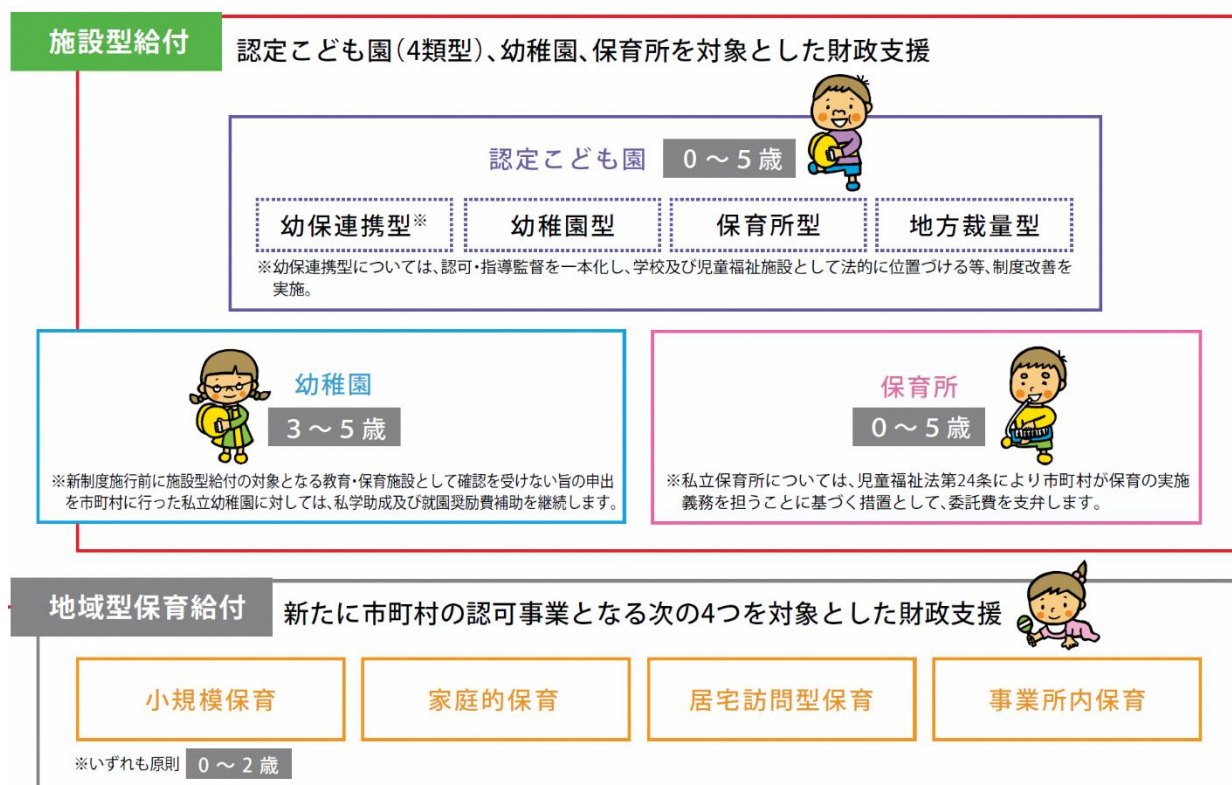 施設型給付
認定こども園(4類型)、幼稚園、保育所を対象とした財政支援
認定こども園 0~5歳
幼保連携型※ 幼稚園型 保育所型 地方裁量型
※幼保連携型については、認可・指導監督を一本化し、学校及び児童福祉施設として法的に位置づける等、制度改善を
実施。
幼稚園
3~5歳
※新制度施行前に施設型給付の対象となる教育・保育施設として確認を受けない旨の申出
を市町村に行った私立幼稚園に対しては、私学助成及び就園奨励費補助を継続します。
保育所
0~5歳
※私立保育所については、児童福祉法第24条により市町村が保育の実施
義務を担うことに基づく措置として、委託費を支弁します。
地域型保育給付
新たに市町村の認可事業となる次の4つを対象とした財政支援
小規模保育 家庭的保育 居宅訪問型保育 事業所内保育
※いずれも原則 0~2歳